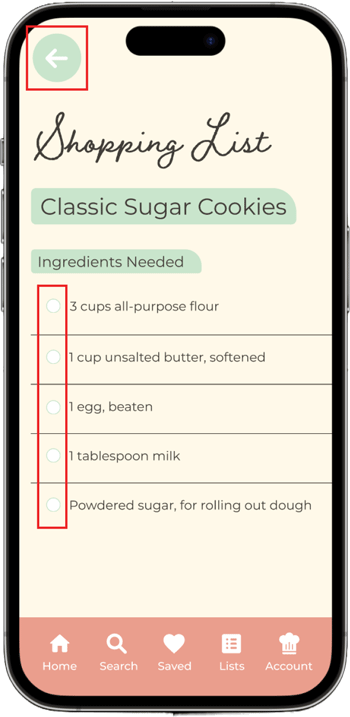 Shopping List
Classic Sugar Cookies
Ingredients Needed
3 cups all-purpose flour
1 cup unsalted butter, softened
1 egg, beaten
1 tablespoon milk
Powdered sugar, for rolling out dough
Home Search Saved Lists Account